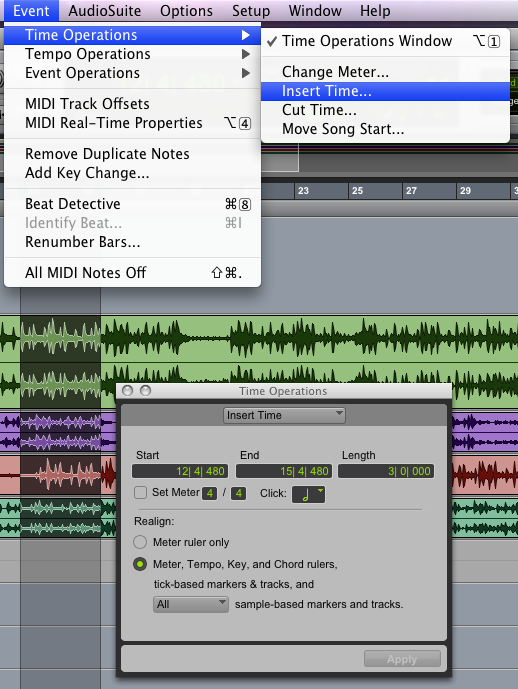 Event AudioSuite Options Setup Window Help
Time Operations
Tempo Operations
Event Operations
MIDI Track Offsets
MIDI Real-Time Properties ⌥4
Remove Duplicate Notes
Add Key Change...
Beat Detective ⌘8
Identify Beat... ⌘I
Renumber Bars...
All MIDI Notes Off ⇧⌘.
✓ Time Operations Window ⌥1
Change Meter...
Insert Time...
Cut Time...
Move Song Start...
23 25 27 29
Time Operations
Insert Time
Start End Length
12| 4| 480 15| 4| 480 3| 0| 000
Set Meter 4 / 4 Click:
Realign:
Meter ruler only
Meter, Tempo, Key, and Chord rulers,
tick-based markers & tracks, and
All sample-based markers and tracks.
Apply